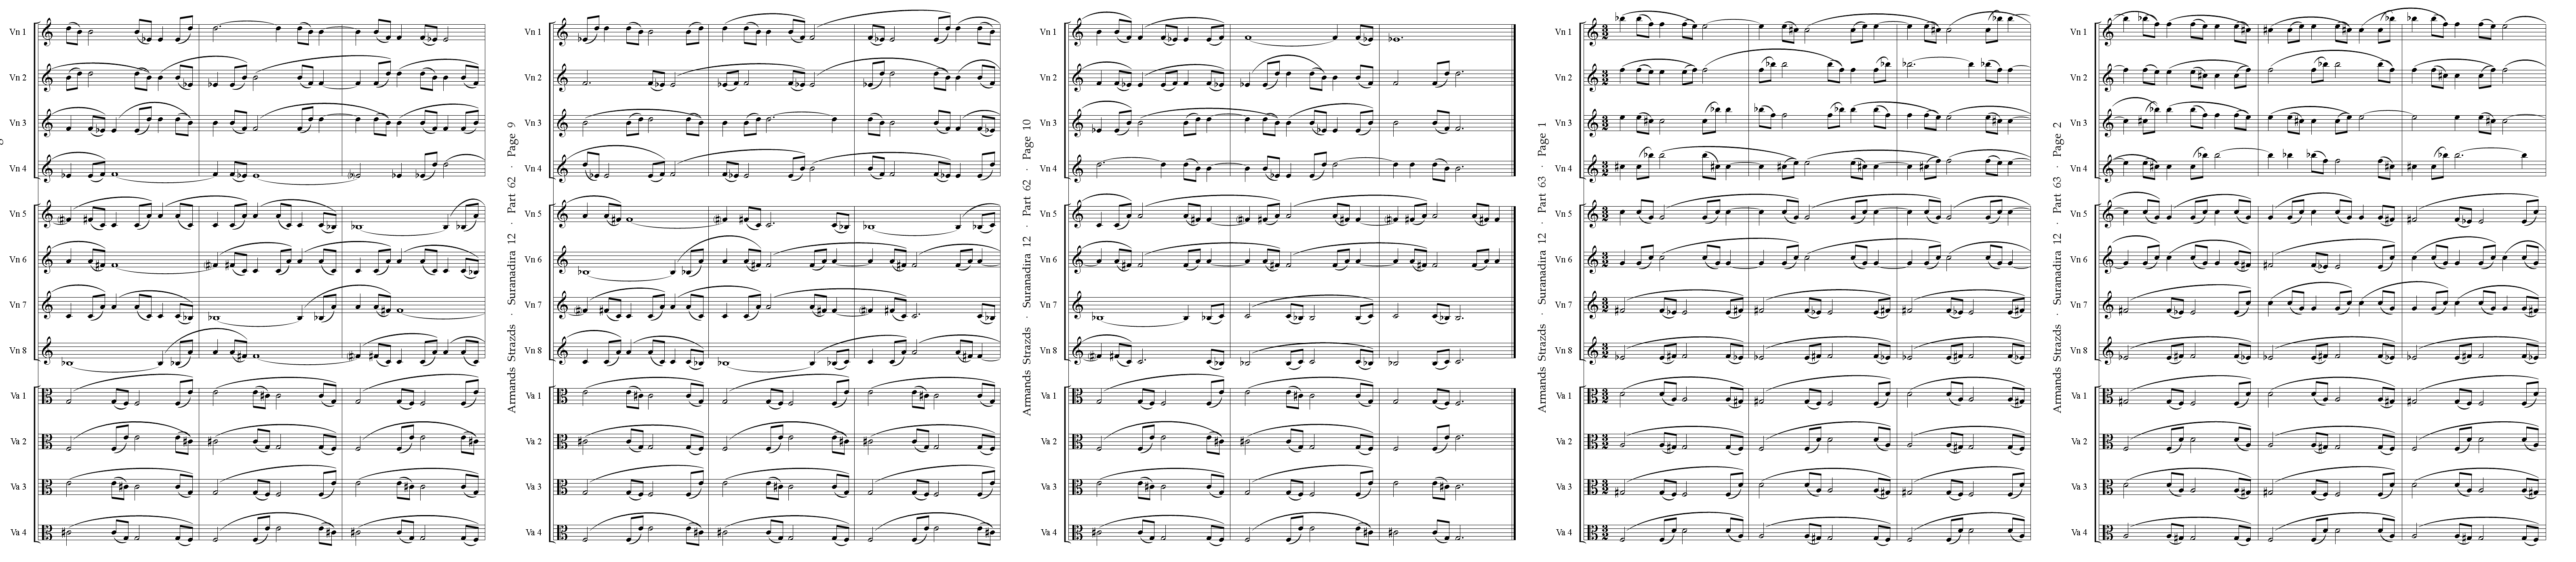 Vn 1
Vn 2
Vn 3
Vn 4
Vn 5
Vn 6
Vn 7
Vn 8
Va 1
Va 2
Va 3
Va 4
Armands Strazds · Suranadira 12 · Part 62 · Page 9
Vn 1
Vn 2
Vn 3
Vn 4
Vn 5
Vn 6
Vn 7
Vn 8
Va 1
Va 2
Va 3
Va 4
Armands Strazds · Suranadira 12 · Part 62 · Page 10
Vn 1
Vn 2
Vn 3
Vn 4
Vn 5
Vn 6
Vn 7
Vn 8
Va 1
Va 2
Va 3
Va 4
Armands Strazds · Suranadira 12 · Part 63 · Page 1
Vn 1
Vn 2
Vn 3
Vn 4
Vn 5
Vn 6
Vn 7
Vn 8
Va 1
Va 2
Va 3
Va 4
Armands Strazds · Suranadira 12 · Part 63 · Page 2
Vn 1
Vn 2
Vn 3
Vn 4
Vn 5
Vn 6
Vn 7
Vn 8
Va 1
Va 2
Va 3
Va 4